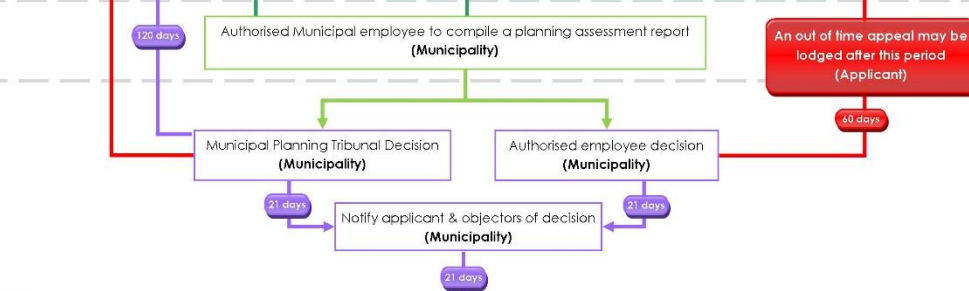 120 days
Authorised Municipal employee to compile a planning assessment report
(Municipality)
An out of time appeal may be
lodged after this period
(Applicant)
60 days
Municipal Planning Tribunal Decision
(Municipality)
Authorised employee decision
(Municipality)
21 days
21 days
Notify applicant & objectors of decision
(Municipality)
21 days